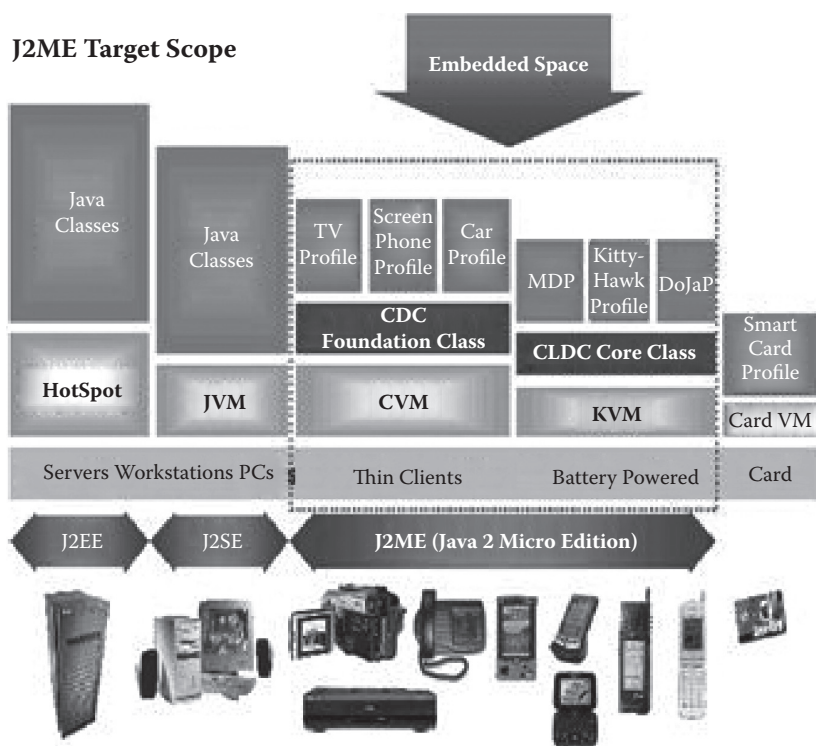 J2ME Target Scope
Embedded Space
Java
Classes
Java
Classes
TV
Profile
Screen
Phone
Profile
Car
Profile
MDP
Kitty-
Hawk
Profile
DoJaP
CDC
Foundation Class
CLDC Core Class
Smart
Card
Profile
HotSpot
JVM
CVM
KVM
Card VM
Servers Workstations PCs
Thin Clients
Battery Powered
Card
J2EE
J2SE
J2ME (Java 2 Micro Edition)